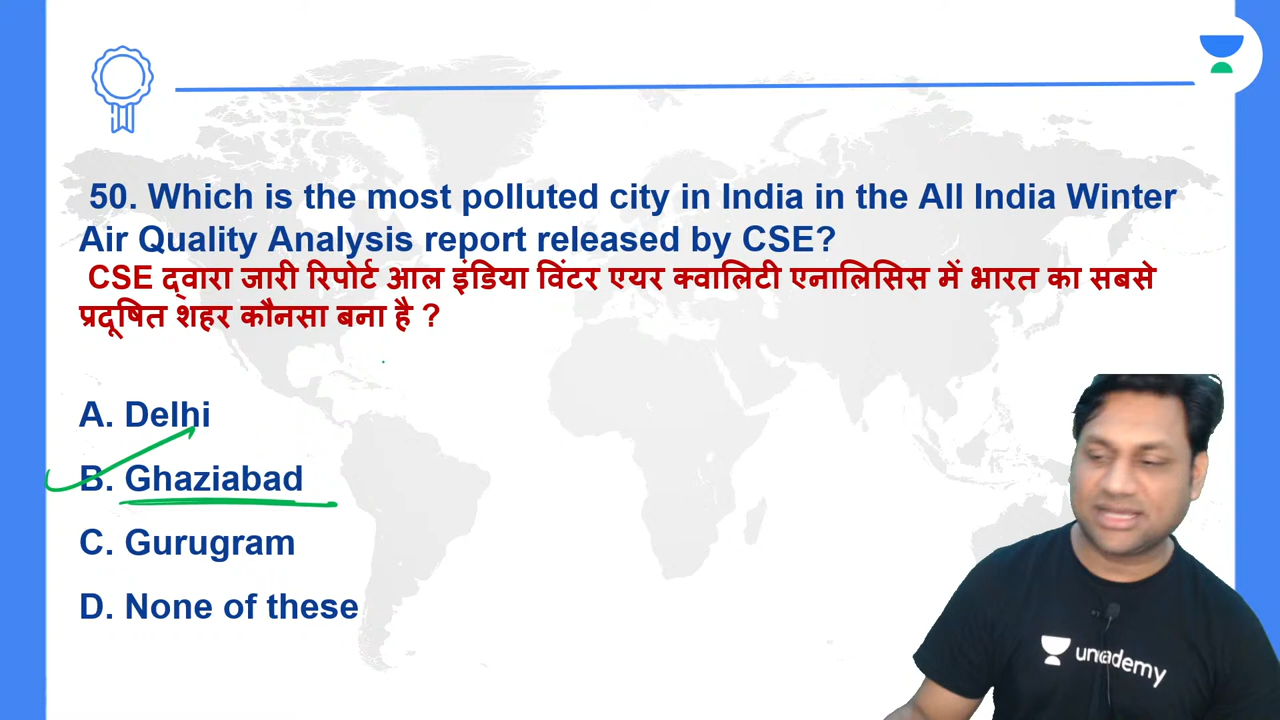 50. Which is the most polluted city in India in the All India Winter
Air Quality Analysis report released by CSE?
CSE द्वारा जारी रिपोर्ट आल इंडिया विंटर एयर क्वालिटी एनालिसिस में भारत का सबसे
प्रदूषित शहर कौनसा बना है ?
A. Delhi
B. Ghaziabad
C. Gurugram
D. None of these
unacademy